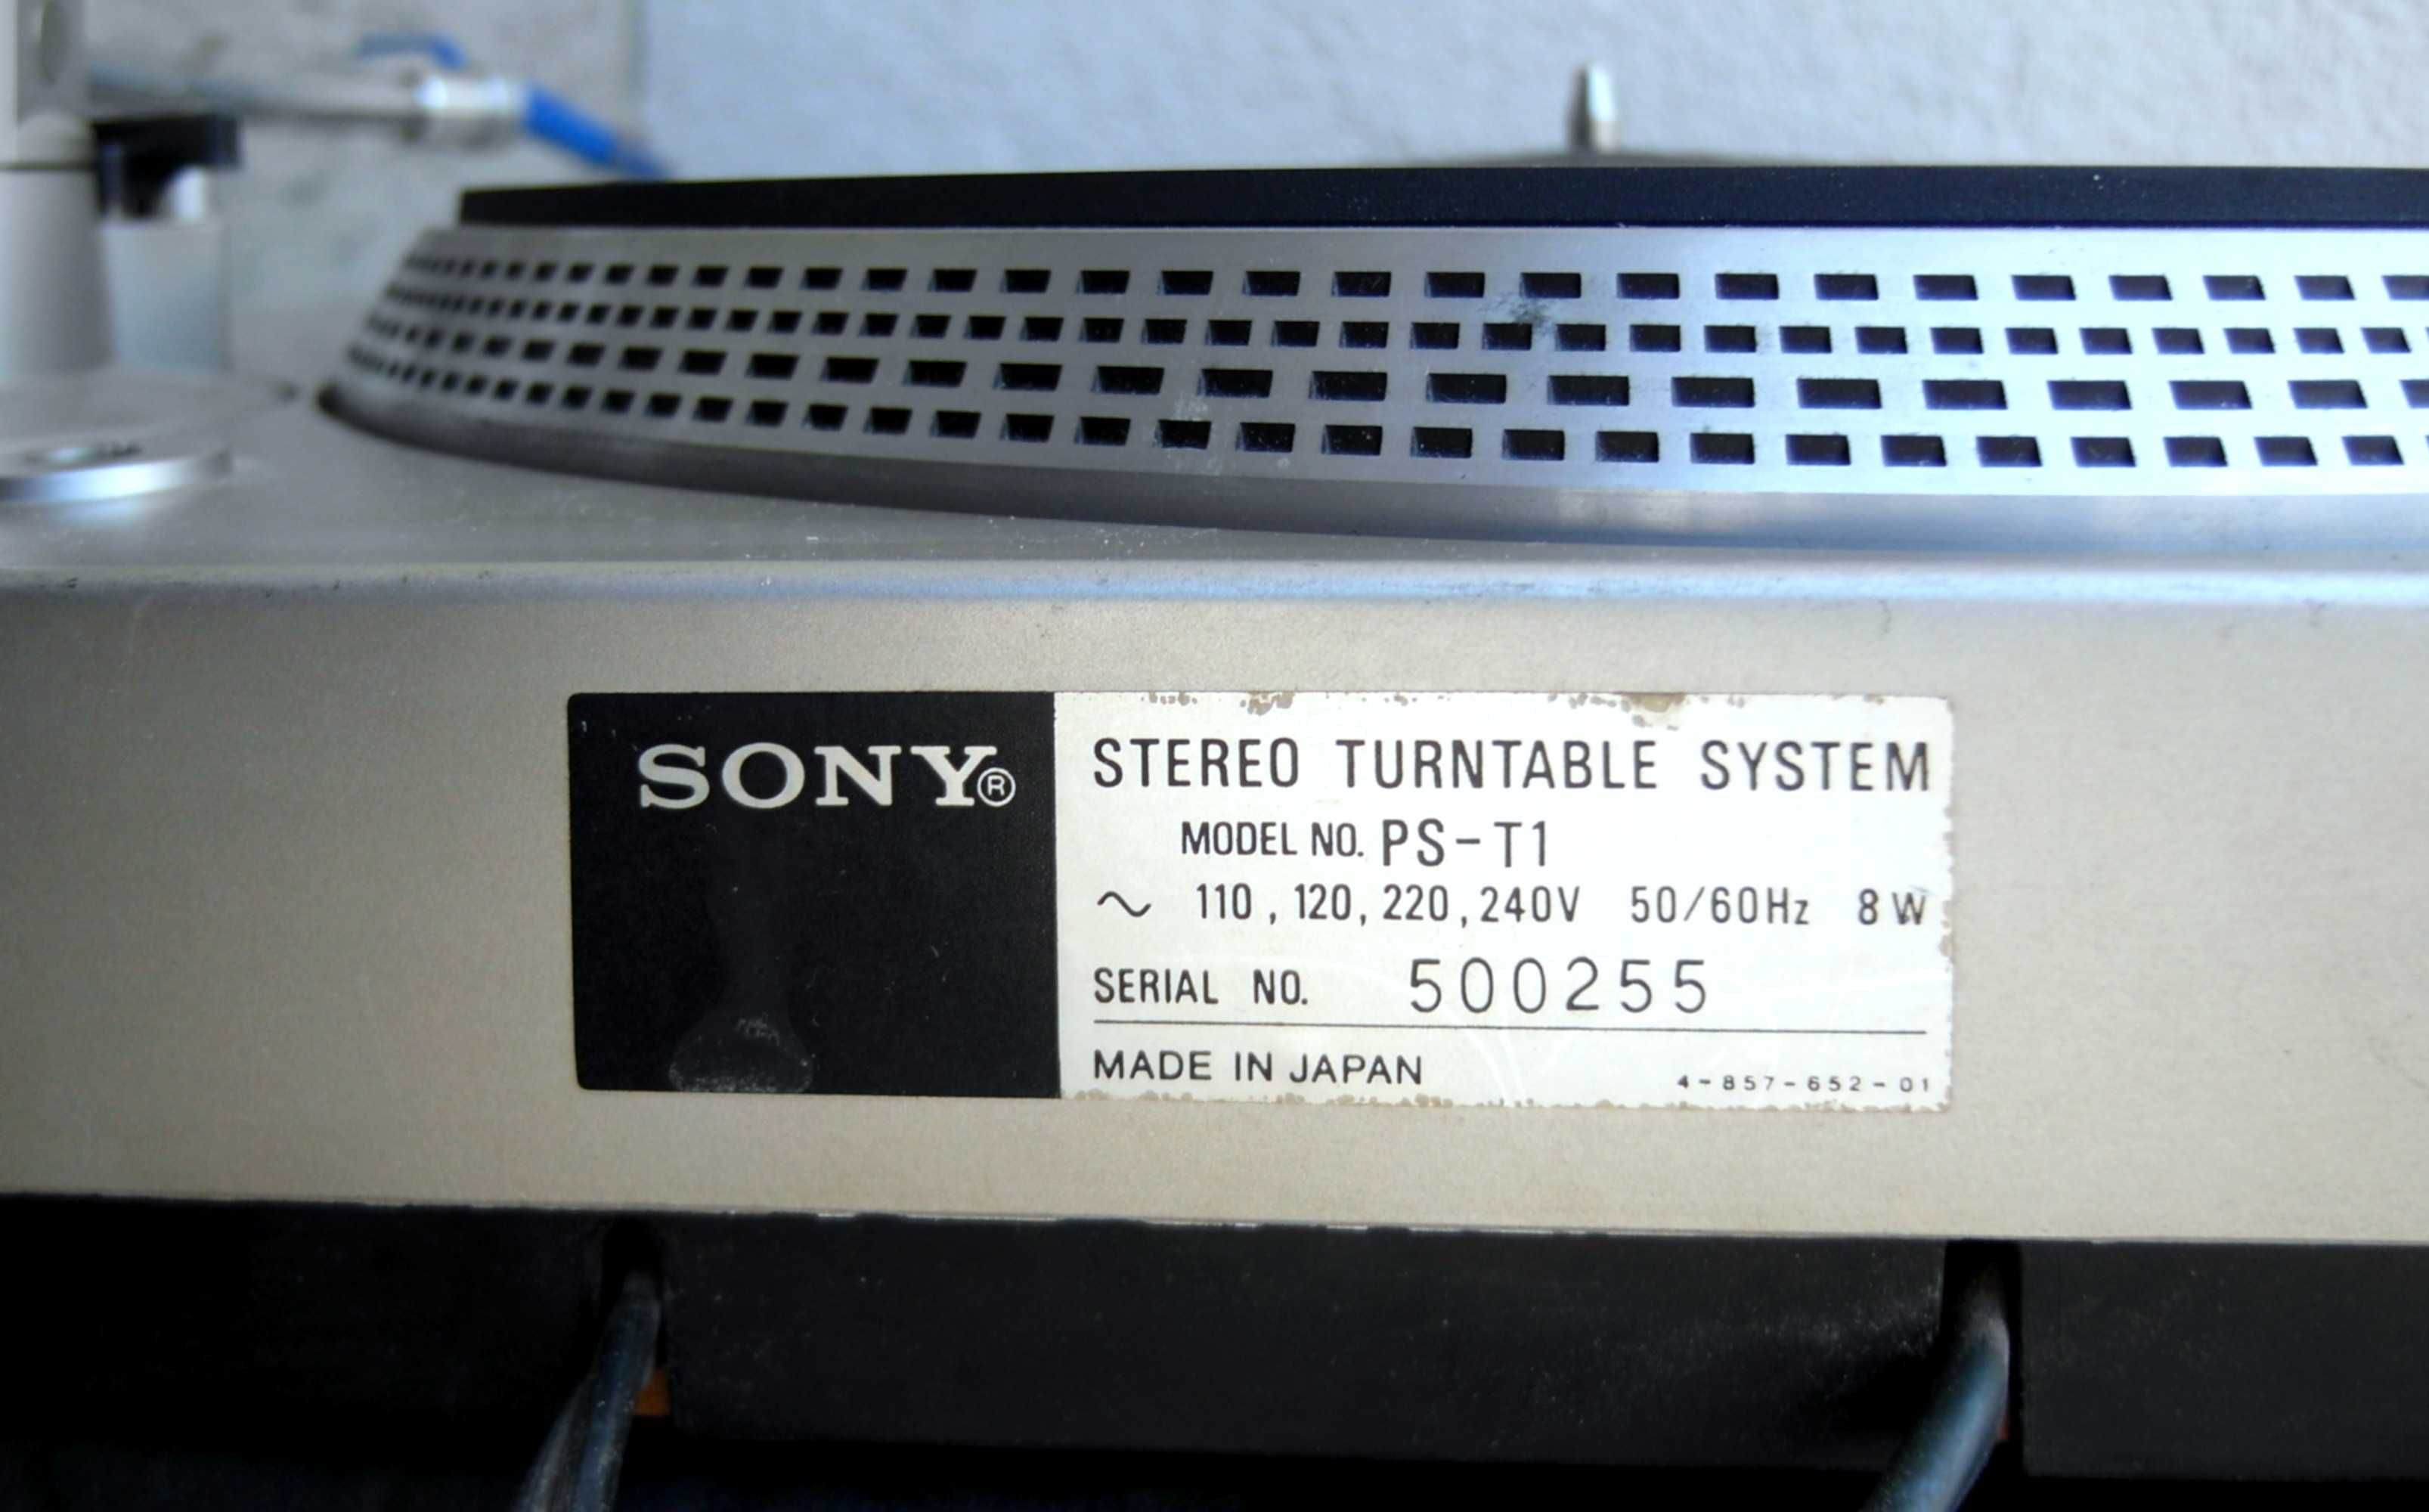 SONY®
STEREO TURNTABLE SYSTEM
MODEL NO. PS-T1
~ 110, 120, 220, 240V 50/60Hz 8W
SERIAL NO. 500255
MADE IN JAPAN 4-857-652-01